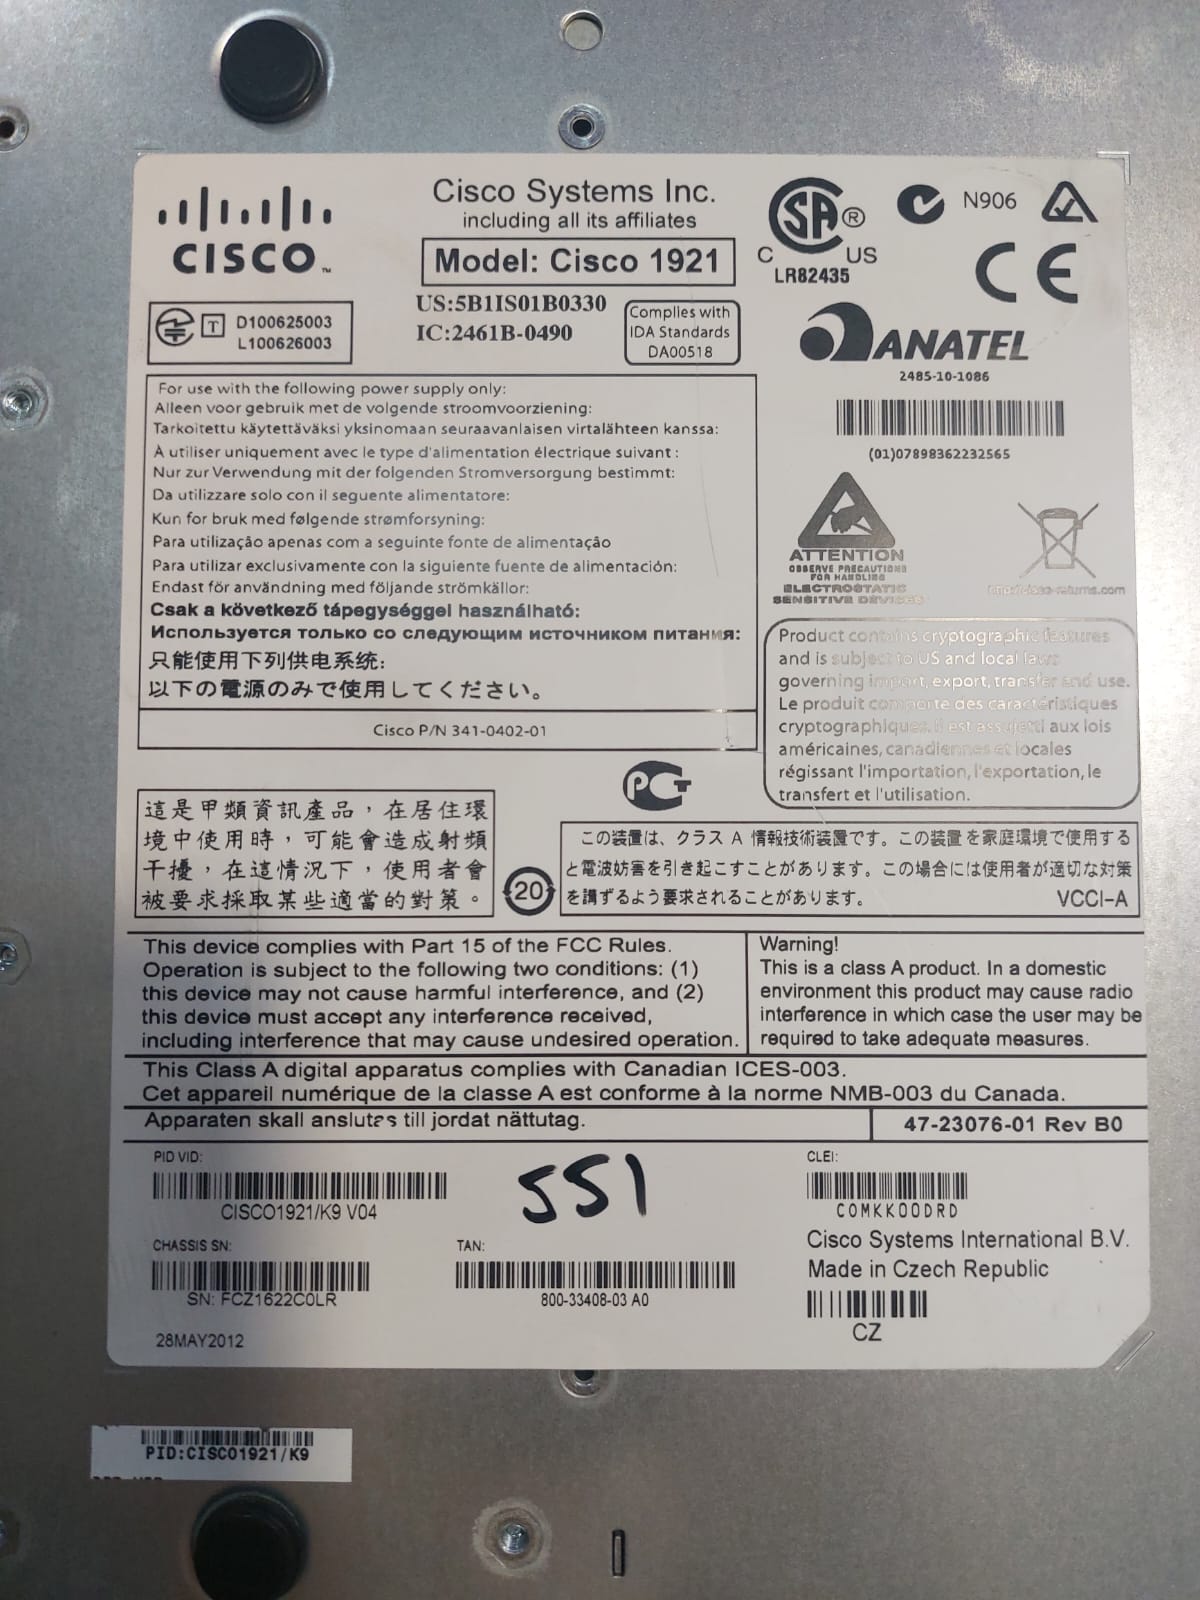 CISCO™
Cisco Systems Inc.
including all its affiliates
Model: Cisco 1921
US:5B1IS01B0330
IC:2461B-0490
Complies with
IDA Standards
DA00518
T D100625003
L100626003
SA®
C US
LR82435
N906
CE
ANATEL
2485-10-1086
(01)07898362232565
For use with the following power supply only:
Alleen voor gebruik met de volgende stroomvoorziening:
Tarkoitettu käytettäväksi yksinomaan seuraavanlaisen virtalähteen kanssa:
À utiliser uniquement avec le type d'alimentation électrique suivant :
Nur zur Verwendung mit der folgenden Stromversorgung bestimmt:
Da utilizzare solo con il seguente alimentatore:
Kun for bruk med følgende strømforsyning:
Para utilização apenas com a seguinte fonte de alimentação
Para utilizar exclusivamente con la siguiente fuente de alimentación:
Endast för användning med följande strömkällor:
Csak a következő tápegységgel használható:
Используется только со следующим источником питания:
只能使用下列供电系统:
以下の電源のみで使用してください。
Cisco P/N 341-0402-01
ATTENTION
OBSERVE PRECAUTIONS
FOR HANDLING
ELECTROSTATIC
SENSITIVE DEVICES
http://cisco-returns.com
Product contains cryptographic features
and is subject to US and local laws
governing import, export, transfer and use.
Le produit comporte des caractéristiques
cryptographiques. Il est assujetti aux lois
américaines, canadiennes et locales
régissant l'importation, l'exportation, le
transfert et l'utilisation.
這是甲類資訊產品，在居住環
境中使用時，可能會造成射頻
干擾，在這情況下，使用者會
被要求採取某些適當的對策。
20
この装置は、クラス A 情報技術装置です。この装置を家庭環境で使用する
と電波妨害を引き起こすことがあります。この場合には使用者が適切な対策
を講ずるよう要求されることがあります。 VCCI-A
This device complies with Part 15 of the FCC Rules.
Operation is subject to the following two conditions: (1)
this device may not cause harmful interference, and (2)
this device must accept any interference received,
including interference that may cause undesired operation.
Warning!
This is a class A product. In a domestic
environment this product may cause radio
interference in which case the user may be
required to take adequate measures.
This Class A digital apparatus complies with Canadian ICES-003.
Cet appareil numérique de la classe A est conforme à la norme NMB-003 du Canada.
Apparaten skall anslutas till jordat nättutag.
47-23076-01 Rev B0
PID VID:
CISCO1921/K9 V04
551
CLEI:
COMKK00DRD
CHASSIS SN:
SN: FCZ1622C0LR
TAN:
800-33408-03 A0
Cisco Systems International B.V.
Made in Czech Republic
CZ
28MAY2012
PID:CISCO1921/K9